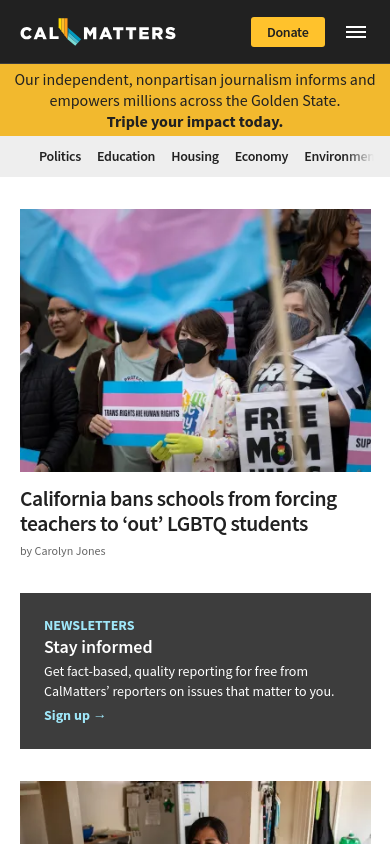 CAL MATTERS
Donate
Our independent, nonpartisan journalism informs and
empowers millions across the Golden State.
Triple your impact today.
Politics Education Housing Economy Environmen
TRANS RIGHTS ARE HUMAN RIGHTS
FREE
FREE
MOM
HUGS
SUP
California bans schools from forcing
teachers to ‘out’ LGBTQ students
by Carolyn Jones
NEWSLETTERS
Stay informed
Get fact-based, quality reporting for free from
CalMatters’ reporters on issues that matter to you.
Sign up →